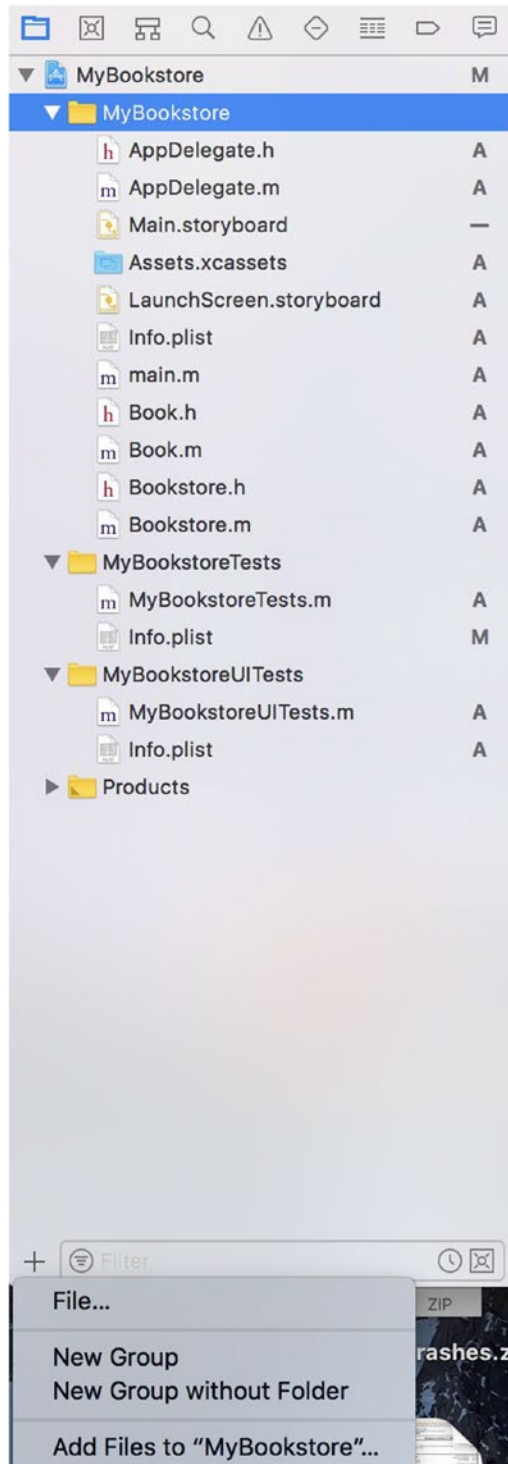 MyBookstore M
MyBookstore
h AppDelegate.h A
m AppDelegate.m A
Main.storyboard —
Assets.xcassets A
LaunchScreen.storyboard A
Info.plist A
m main.m A
h Book.h A
m Book.m A
h Bookstore.h A
m Bookstore.m A
MyBookstoreTests
m MyBookstoreTests.m A
Info.plist M
MyBookstoreUITests
m MyBookstoreUITests.m A
Info.plist A
Products
Filter
File...
ZIP
New Group
rashes.z
New Group without Folder
Add Files to “MyBookstore”...